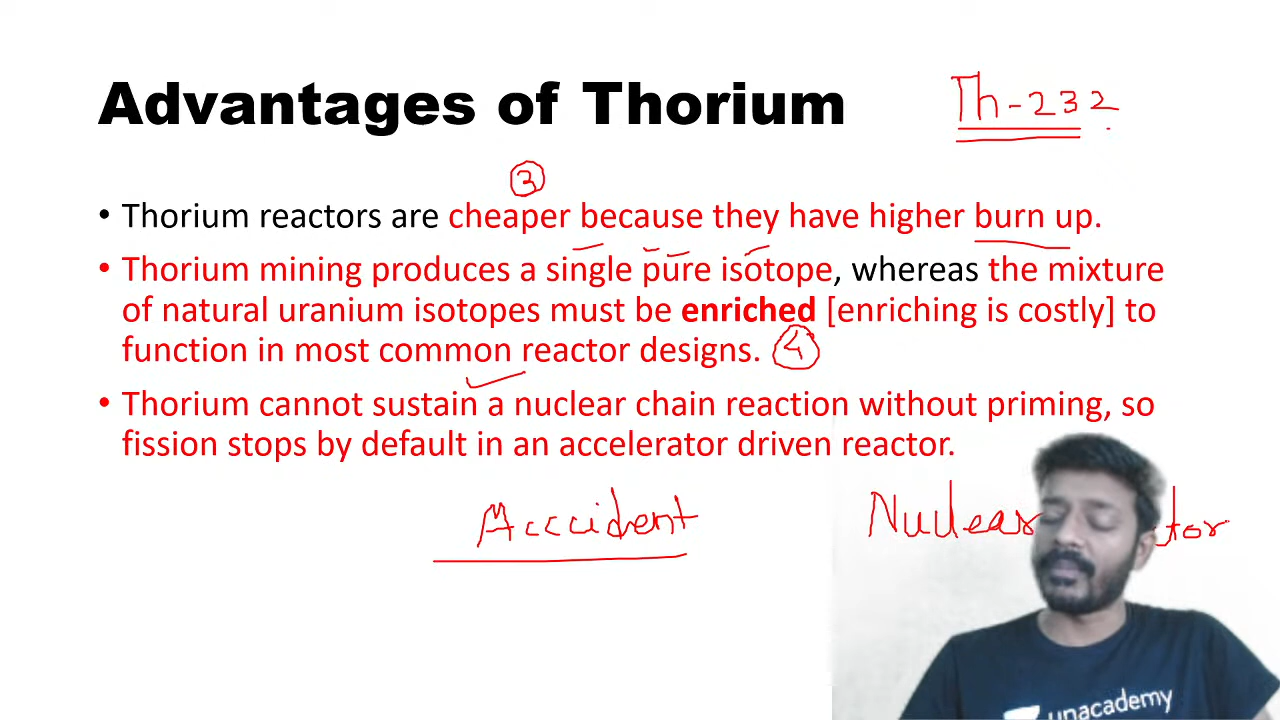 Advantages of Thorium
Th-232
3
• Thorium reactors are cheaper because they have higher burn up.
• Thorium mining produces a single pure isotope, whereas the mixture
of natural uranium isotopes must be enriched [enriching is costly] to
function in most common reactor designs. 4
• Thorium cannot sustain a nuclear chain reaction without priming, so
fission stops by default in an accelerator driven reactor.
Acccident
Nuclear ctor
unacademy